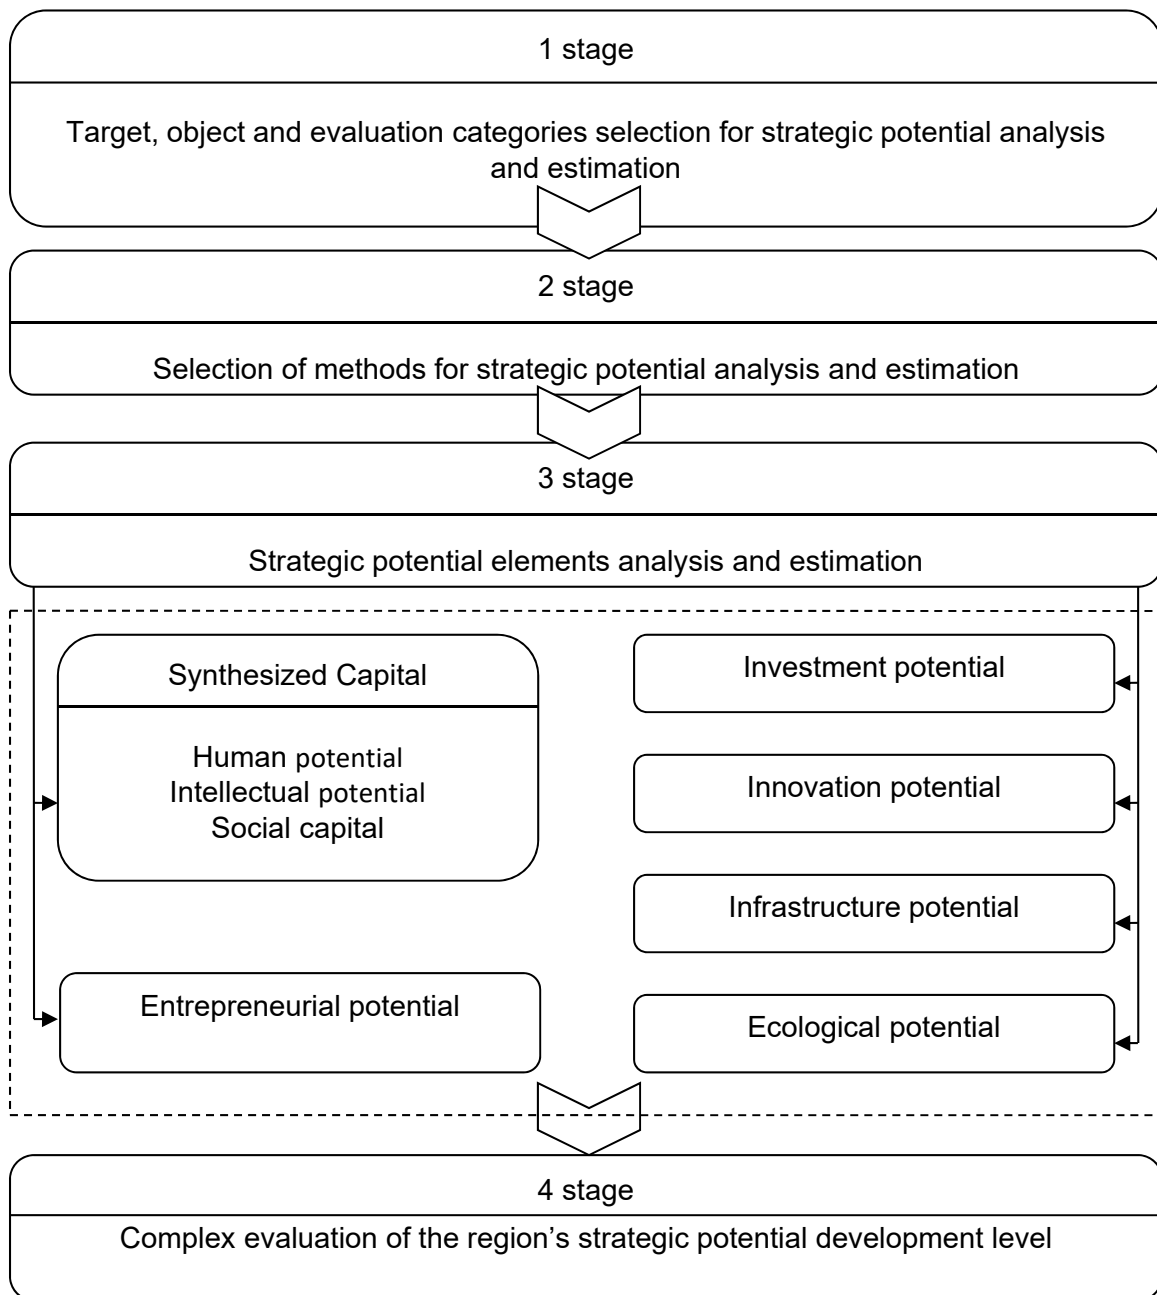 1 stage
Target, object and evaluation categories selection for strategic potential analysis
and estimation
2 stage
Selection of methods for strategic potential analysis and estimation
3 stage
Strategic potential elements analysis and estimation
Synthesized Capital
Human potential
Intellectual potential
Social capital
Entrepreneurial potential
Investment potential
Innovation potential
Infrastructure potential
Ecological potential
4 stage
Complex evaluation of the region’s strategic potential development level